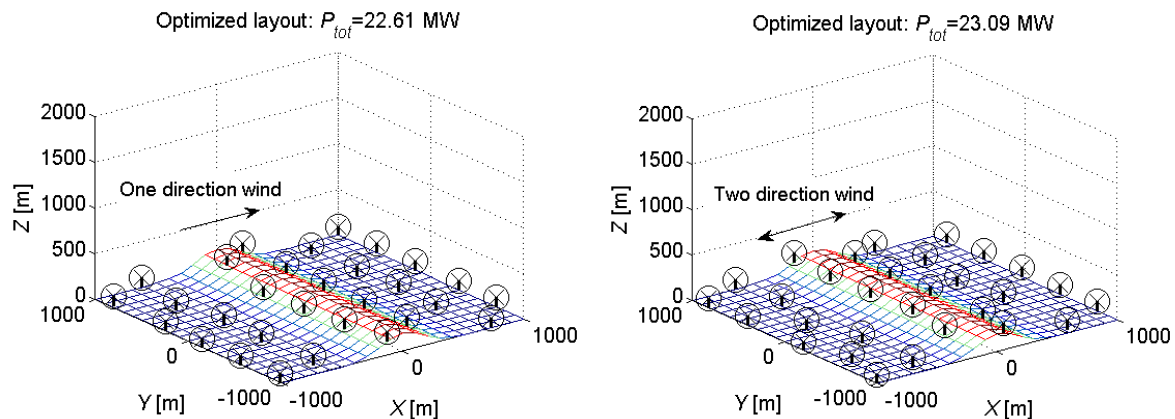 Optimized layout: P_tot=22.61 MW
2000
1500
1000
500
0
Z [m]
One direction wind
1000
0
-1000
Y [m]
-1000
0
1000
X [m]
Optimized layout: P_tot=23.09 MW
2000
1500
1000
500
0
Z [m]
Two direction wind
1000
0
-1000
Y [m]
-1000
0
1000
X [m]